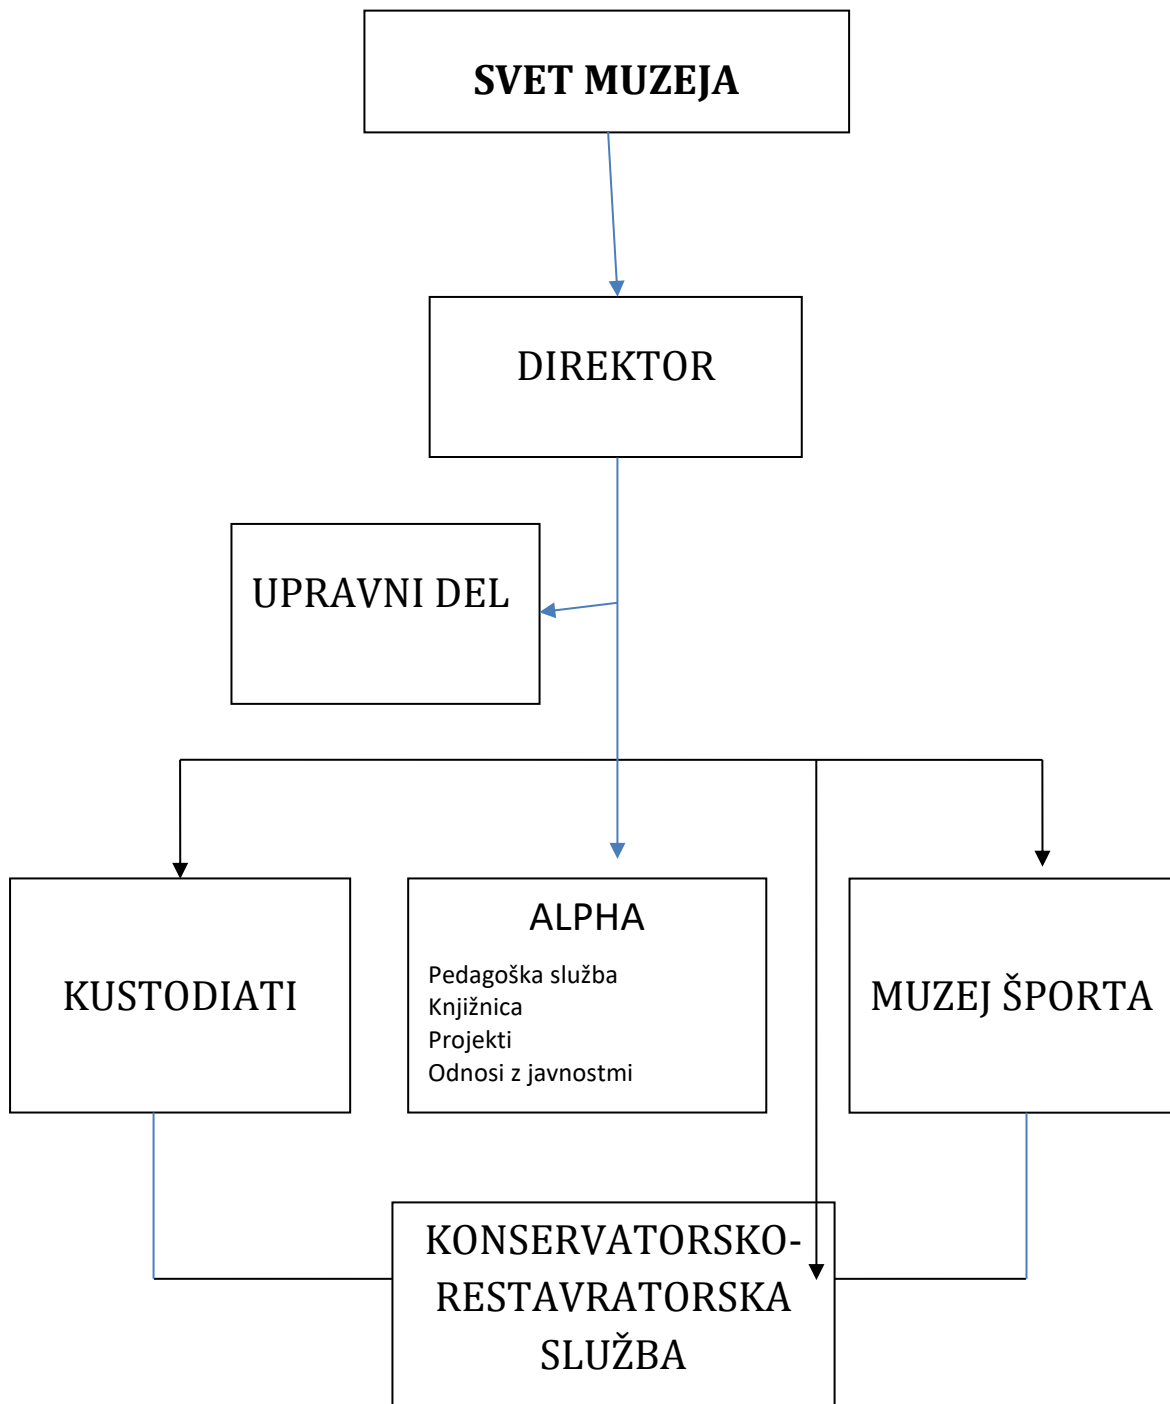 SVET MUZEJA
DIREKTOR
UPRAVNI DEL
KUSTODIATI
ALPHA
Pedagoška služba
Knjižnica
Projekti
Odnosi z javnostmi
MUZEJ ŠPORTA
KONSERVATORSKO-
RESTAVRATORSKA
SLUŽBA